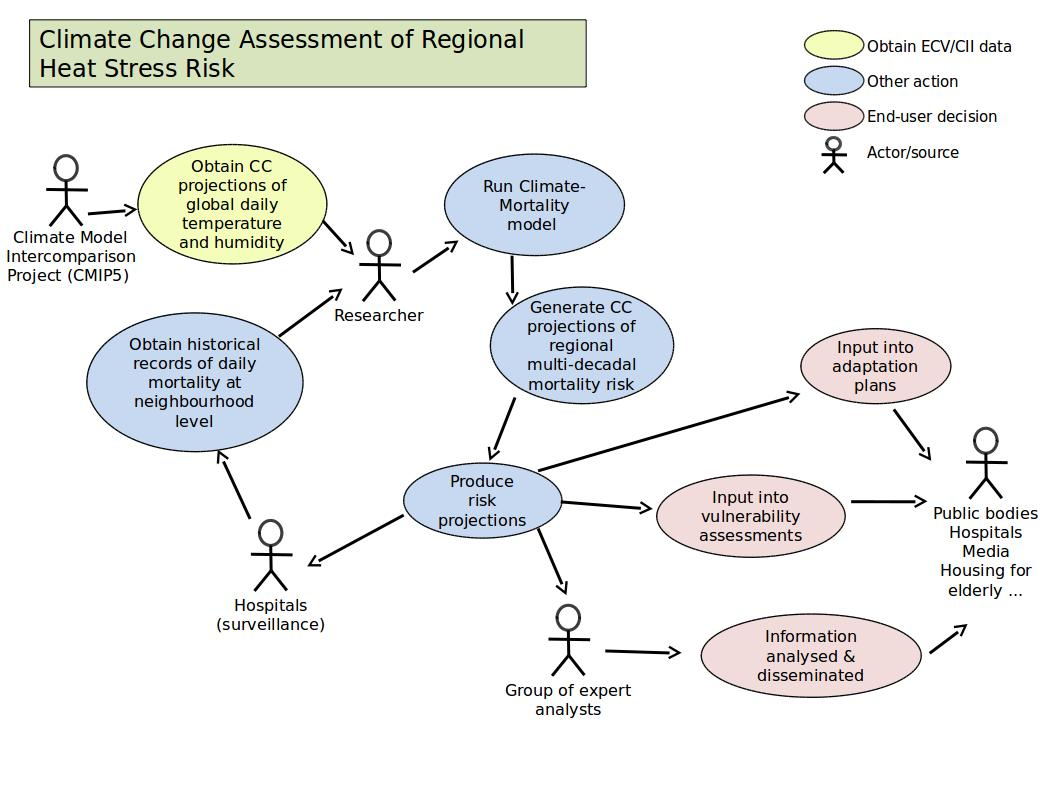 Climate Change Assessment of Regional
Heat Stress Risk
Obtain ECV/CII data
Other action
End-user decision
Actor/source
Climate Model
Intercomparison
Project (CMIP5)
Obtain CC
projections of
global daily
temperature
and humidity
Researcher
Run Climate-
Mortality
model
Obtain historical
records of daily
mortality at
neighbourhood
level
Generate CC
projections of
regional
multi-decadal
mortality risk
Input into
adaptation
plans
Produce
risk
projections
Input into
vulnerability
assessments
Public bodies
Hospitals
Media
Housing for
elderly ...
Hospitals
(surveillance)
Group of expert
analysts
Information
analysed &
disseminated